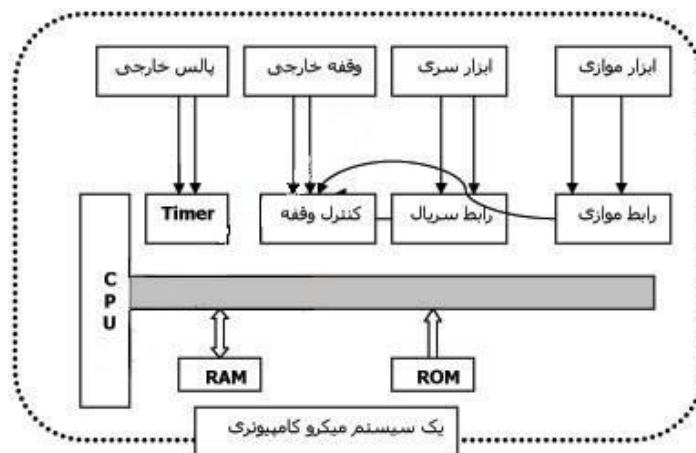 پالس خارجی
وقفه خارجی
ابزار سری
ابزار موازی
Timer
کنترل وقفه
رابط سریال
رابط موازی
CPU
RAM
ROM
یک سیستم میکرو کامپیوتری